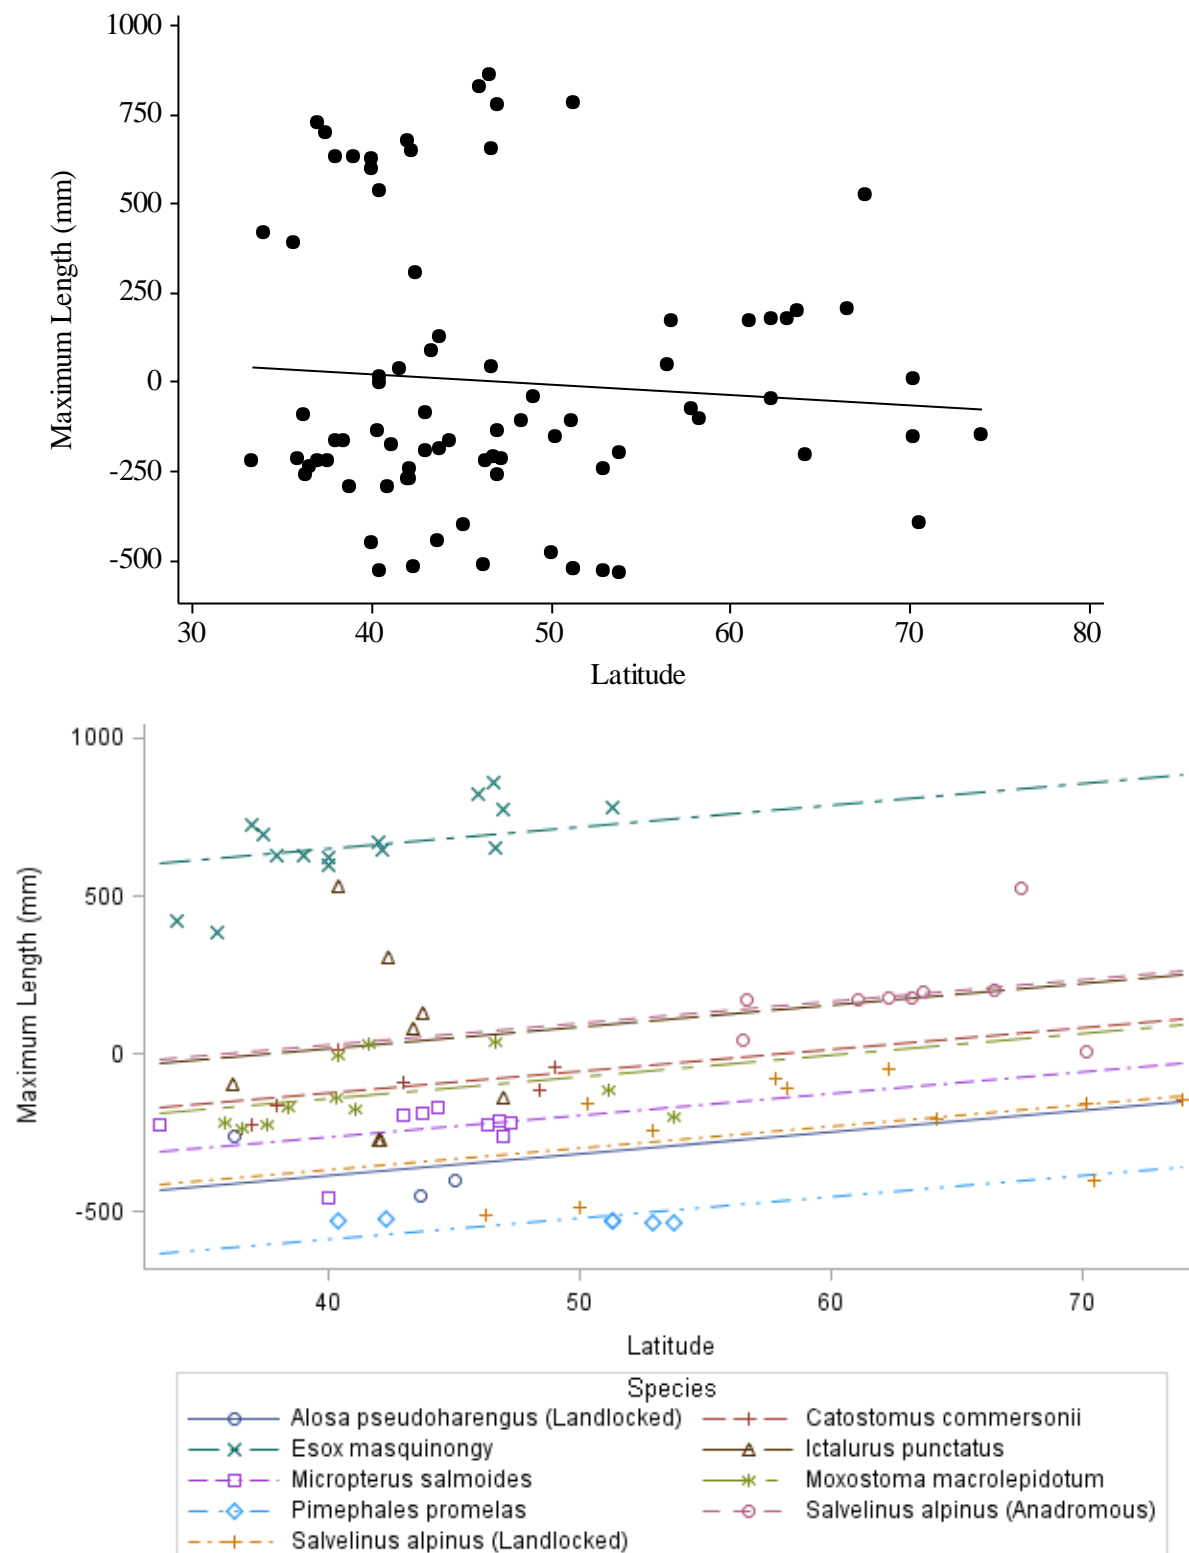 1000
750
500
250
0
-250
-500
Maximum Length (mm)
30 40 50 60 70 80
Latitude
1000
500
0
-500
Maximum Length (mm)
40 50 60 70
Latitude
Species
Alosa pseudoharengus (Landlocked) Catostomus commersonii
Esox masquinongy Ictalurus punctatus
Micropterus salmoides Moxostoma macrolepidotum
Pimephales promelas Salvelinus alpinus (Anadromous)
Salvelinus alpinus (Landlocked)